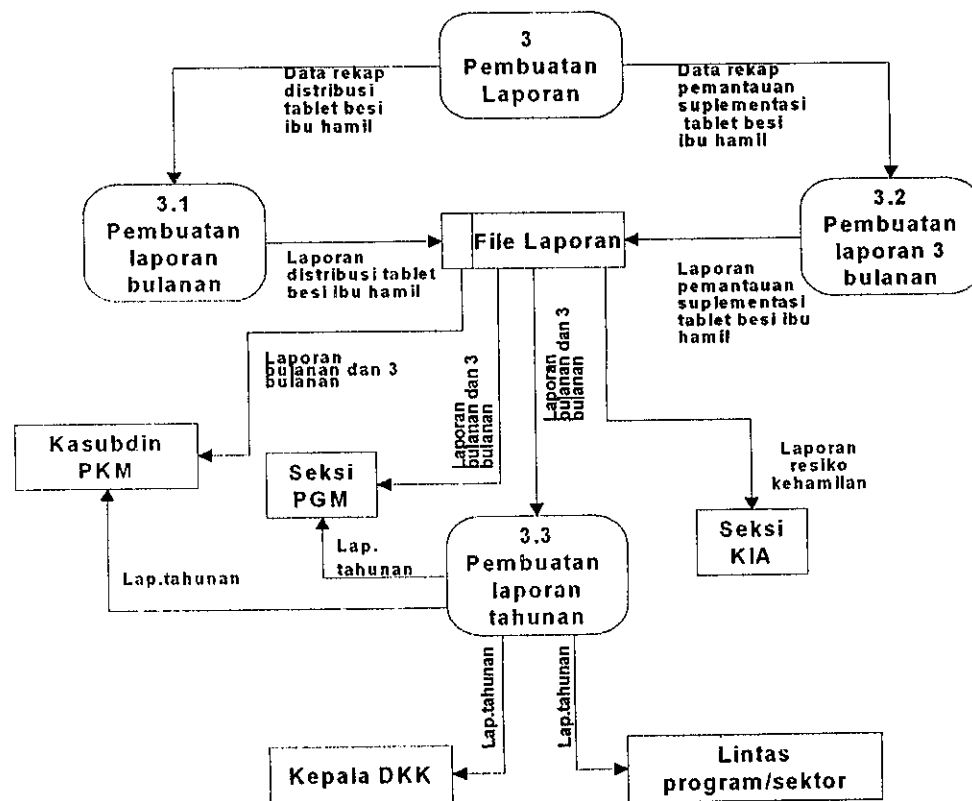 3
Pembuatan
Laporan
Data rekap
distribusi
tablet besi
ibu hamil
Data rekap
pemantauan
suplementasi
tablet besi
ibu hamil
3.1
Pembuatan
laporan
bulanan
File Laporan
3.2
Pembuatan
laporan 3
bulanan
Laporan
distribusi tablet
besi ibu hamil
Laporan
pemantauan
suplementasi
tablet besi ibu
hamil
Laporan
bulanan dan 3
bulanan
Laporan
bulanan dan 3
bulanan
Laporan
bulanan dan 3
bulanan
Kasubdin
PKM
Seksi
PGM
Laporan
resiko
kehamilan
Seksi
KIA
3.3
Pembuatan
laporan
tahunan
Lap.
tahunan
Lap.tahunan
Lap.tahunan
Lap.tahunan
Kepala DKK
Lintas
program/sektor